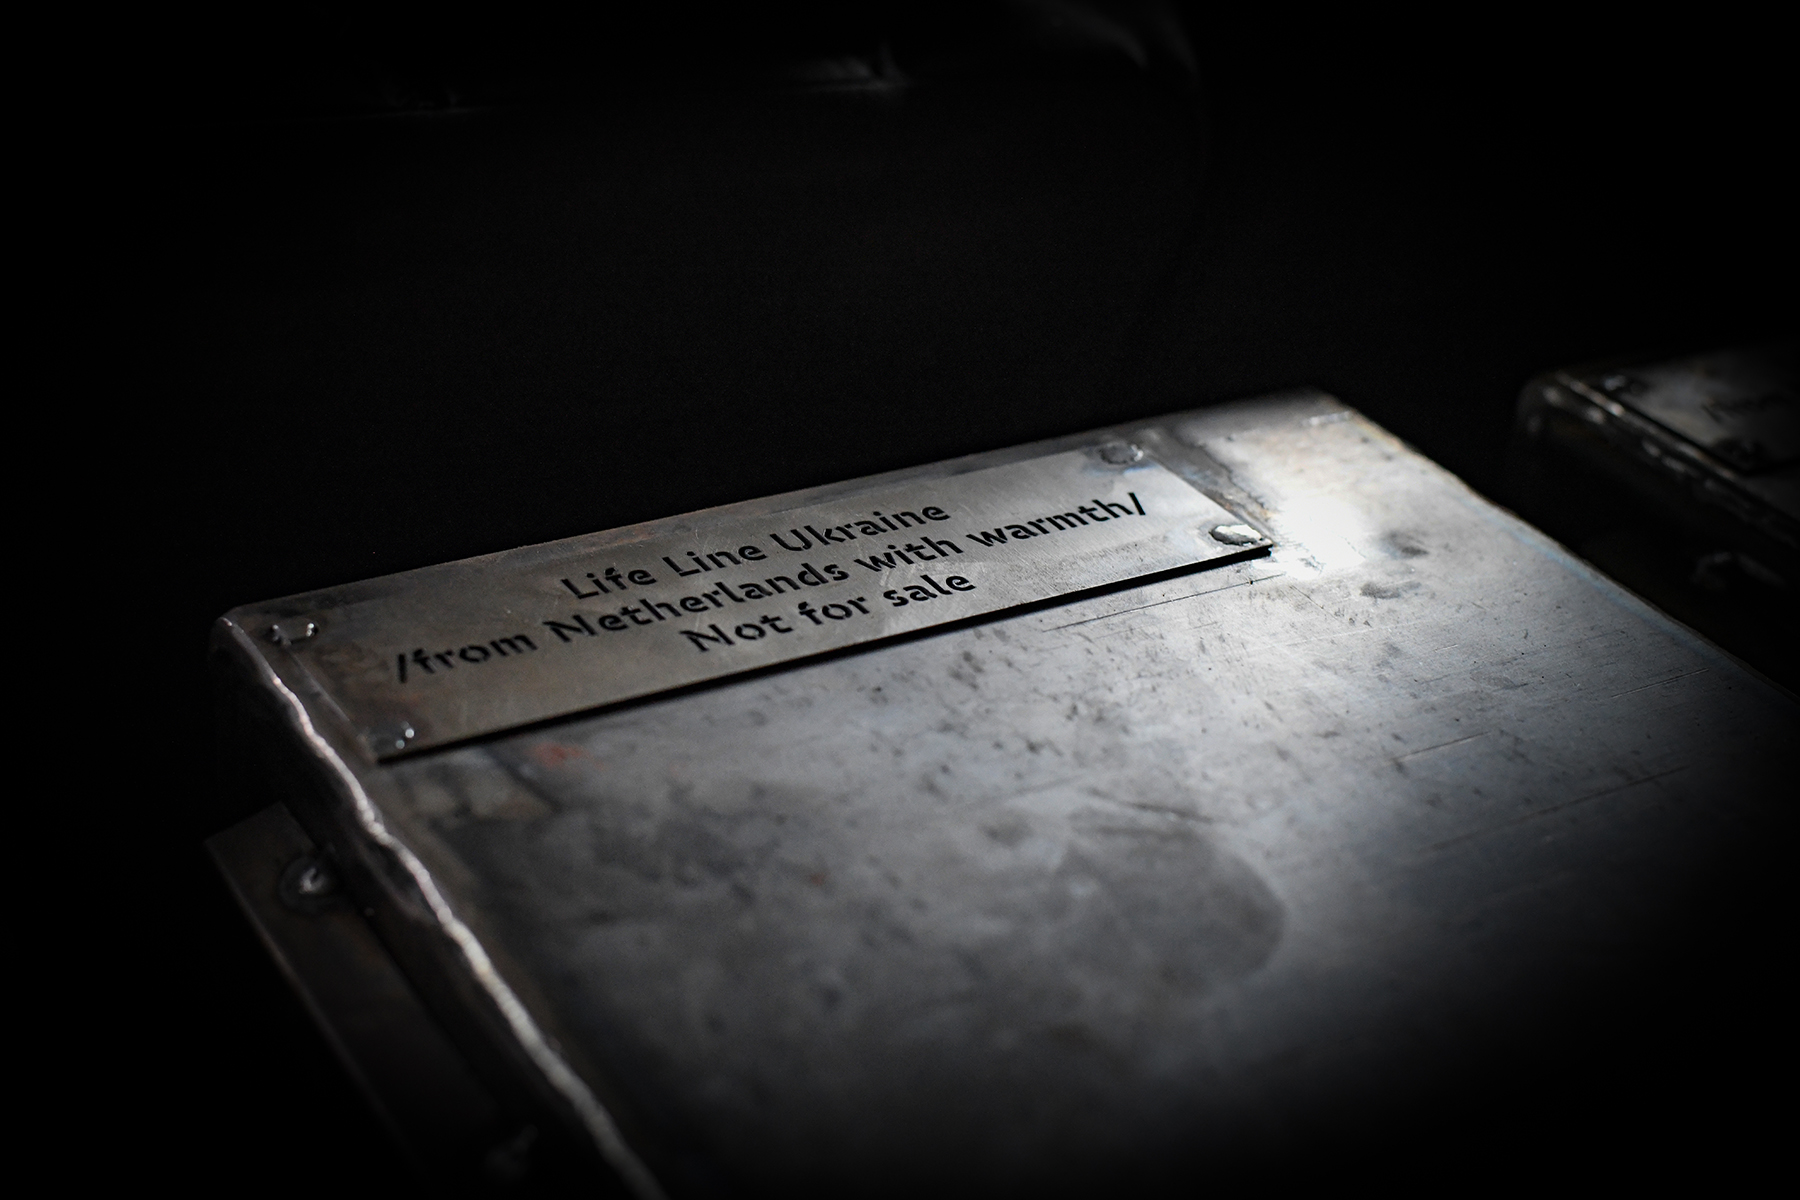 Life Line Ukraine
/from Netherlands with warmth/
Not for sale